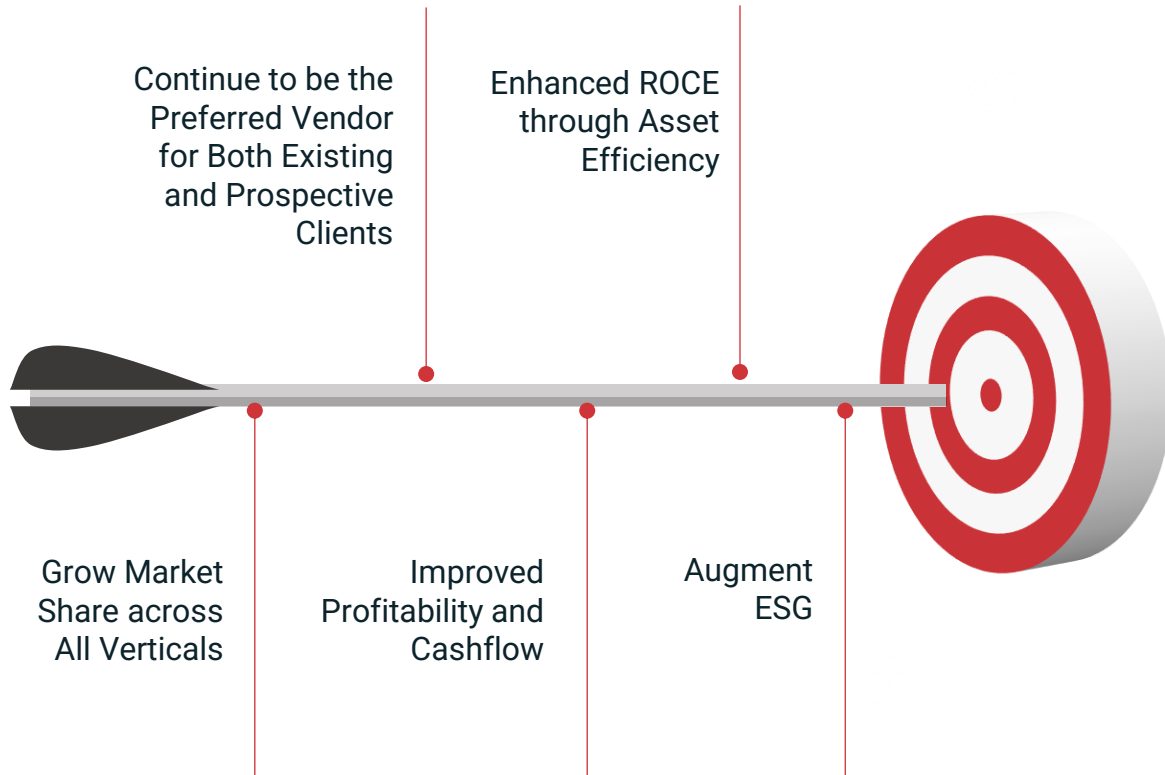 Continue to be the
Preferred Vendor
for Both Existing
and Prospective
Clients
Enhanced ROCE
through Asset
Efficiency
Grow Market
Share across
All Verticals
Improved
Profitability and
Cashflow
Augment
ESG